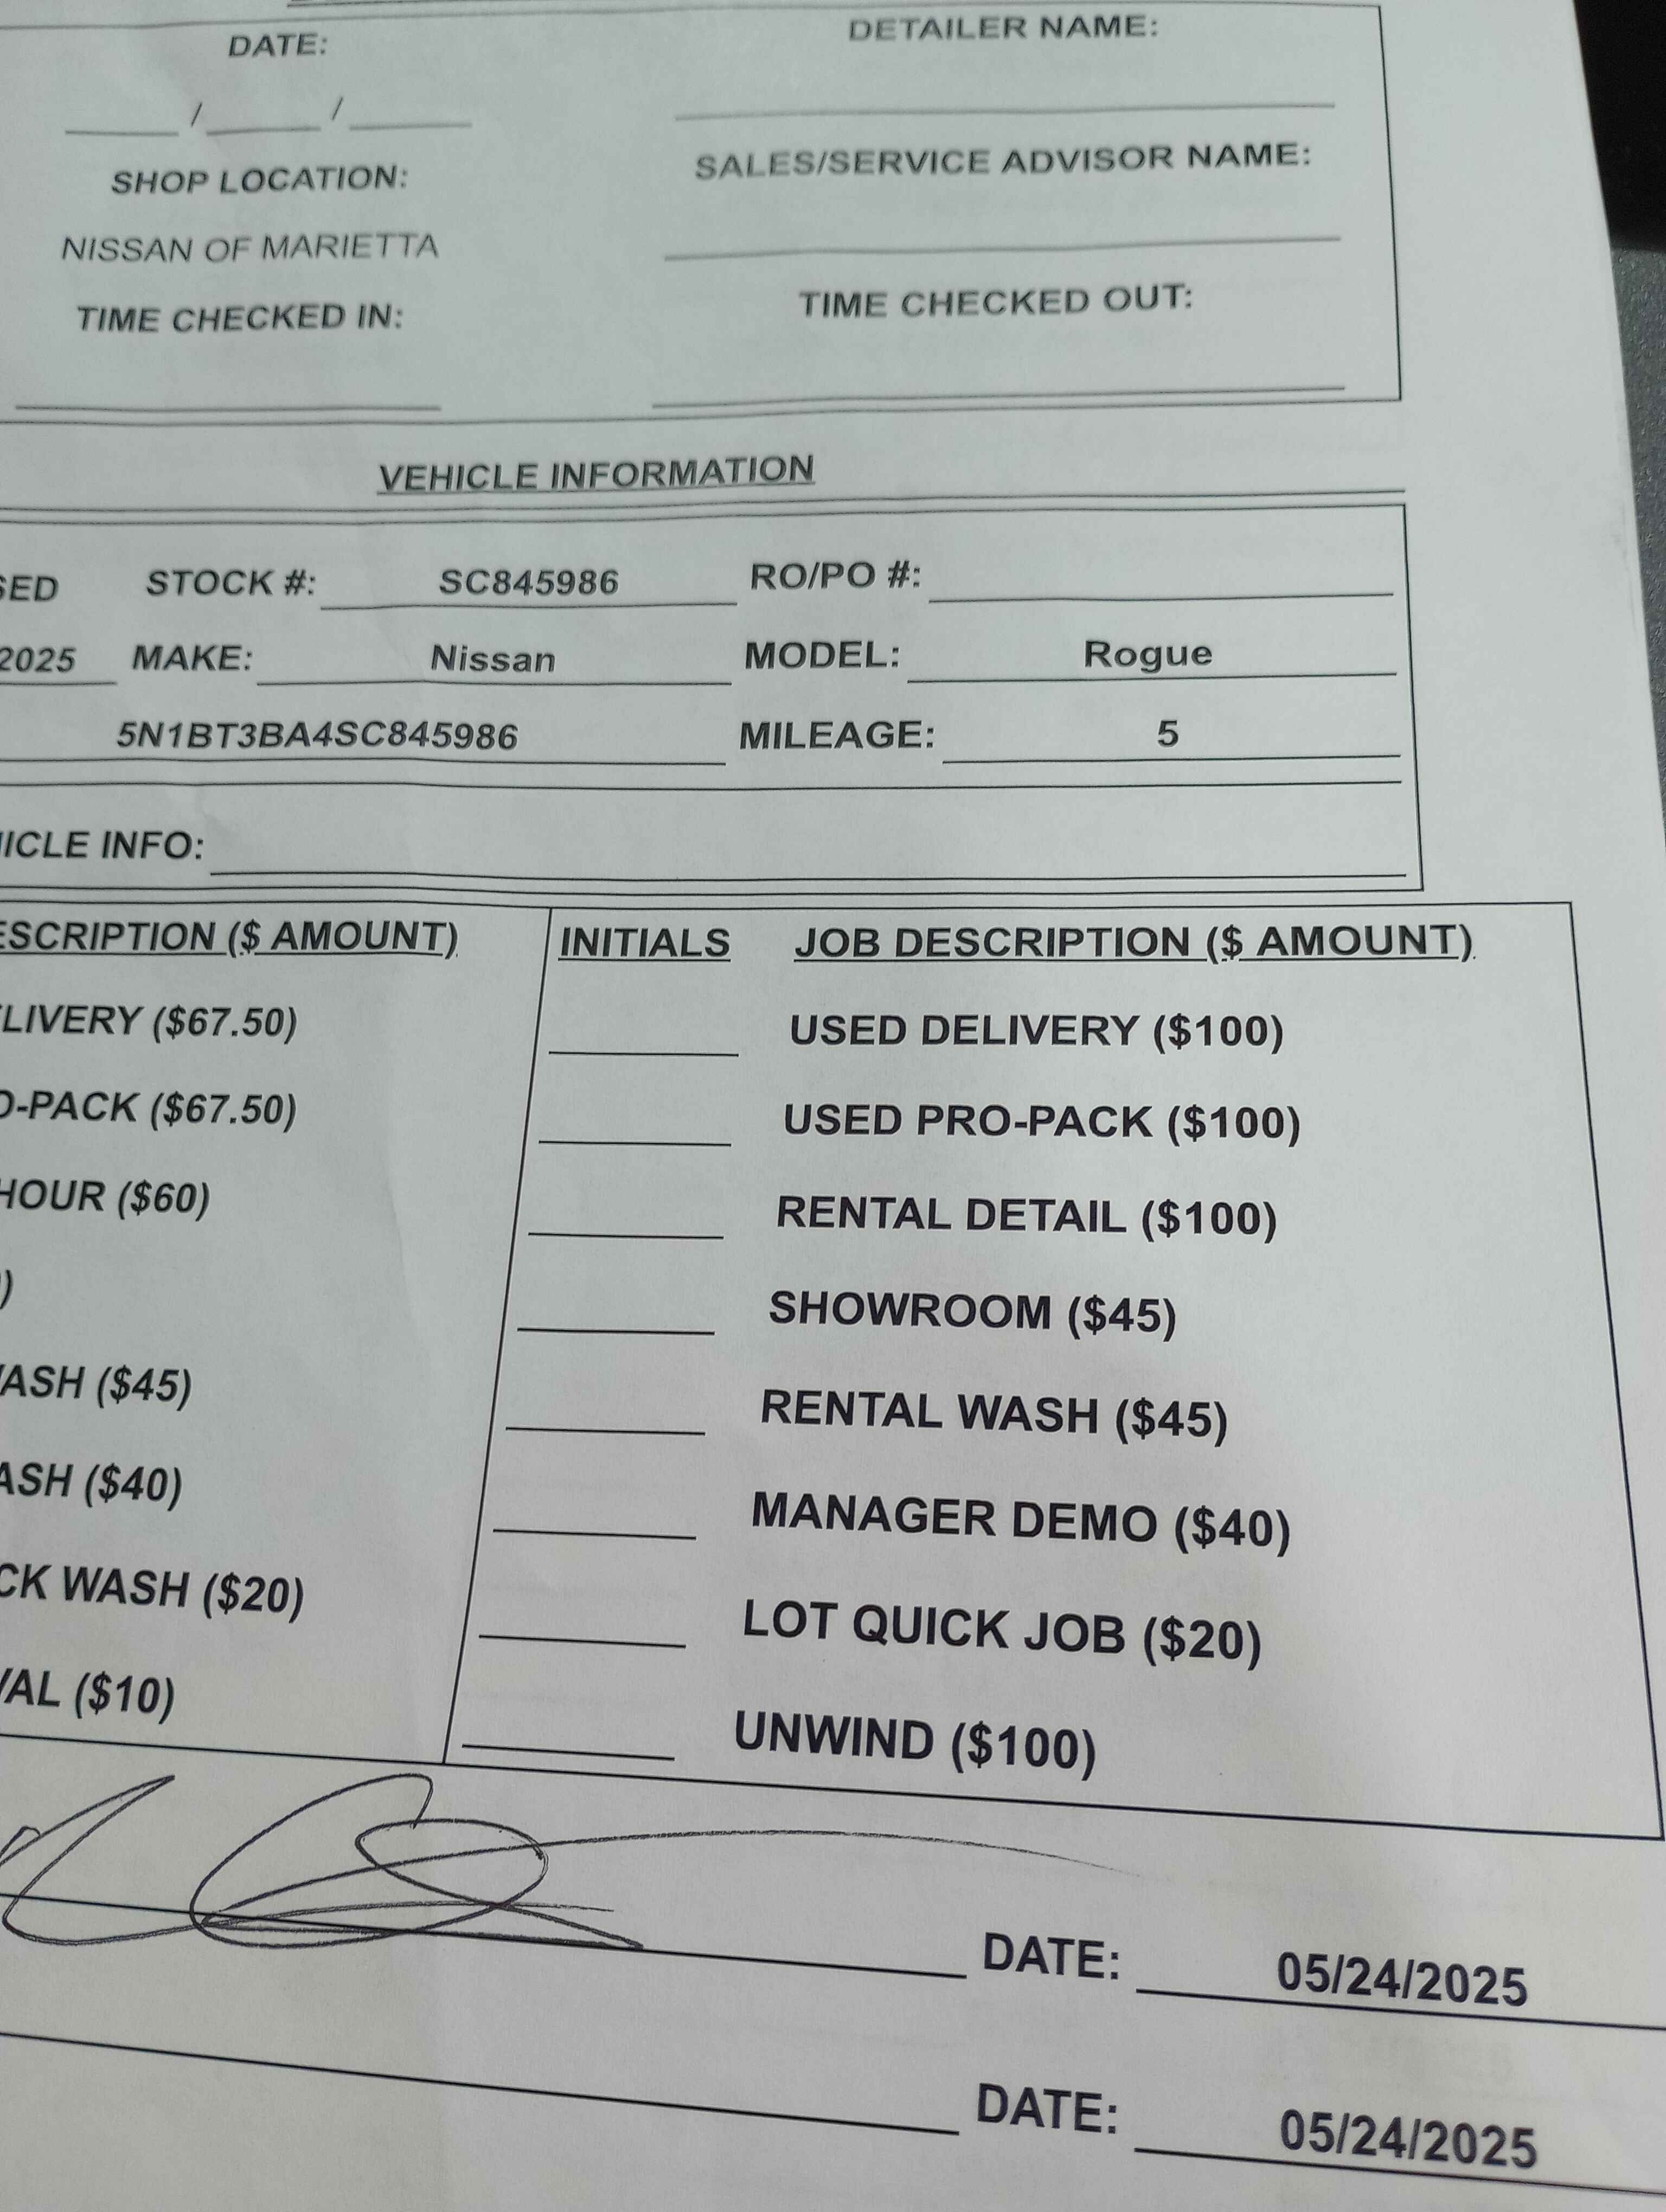 DATE: DETAILER NAME:
/ /
SHOP LOCATION: SALES/SERVICE ADVISOR NAME:
NISSAN OF MARIETTA
TIME CHECKED IN: TIME CHECKED OUT:
VEHICLE INFORMATION
SED STOCK #: SC845986 RO/PO #:
2025 MAKE: Nissan MODEL: Rogue
5N1BT3BA4SC845986 MILEAGE: 5
ICLE INFO:
ESCRIPTION ($ AMOUNT) INITIALS JOB DESCRIPTION ($ AMOUNT)
LIVERY ($67.50) USED DELIVERY ($100)
O-PACK ($67.50) USED PRO-PACK ($100)
HOUR ($60) RENTAL DETAIL ($100)
) SHOWROOM ($45)
ASH ($45) RENTAL WASH ($45)
ASH ($40) MANAGER DEMO ($40)
CK WASH ($20) LOT QUICK JOB ($20)
VAL ($10) UNWIND ($100)
DATE: 05/24/2025
DATE: 05/24/2025